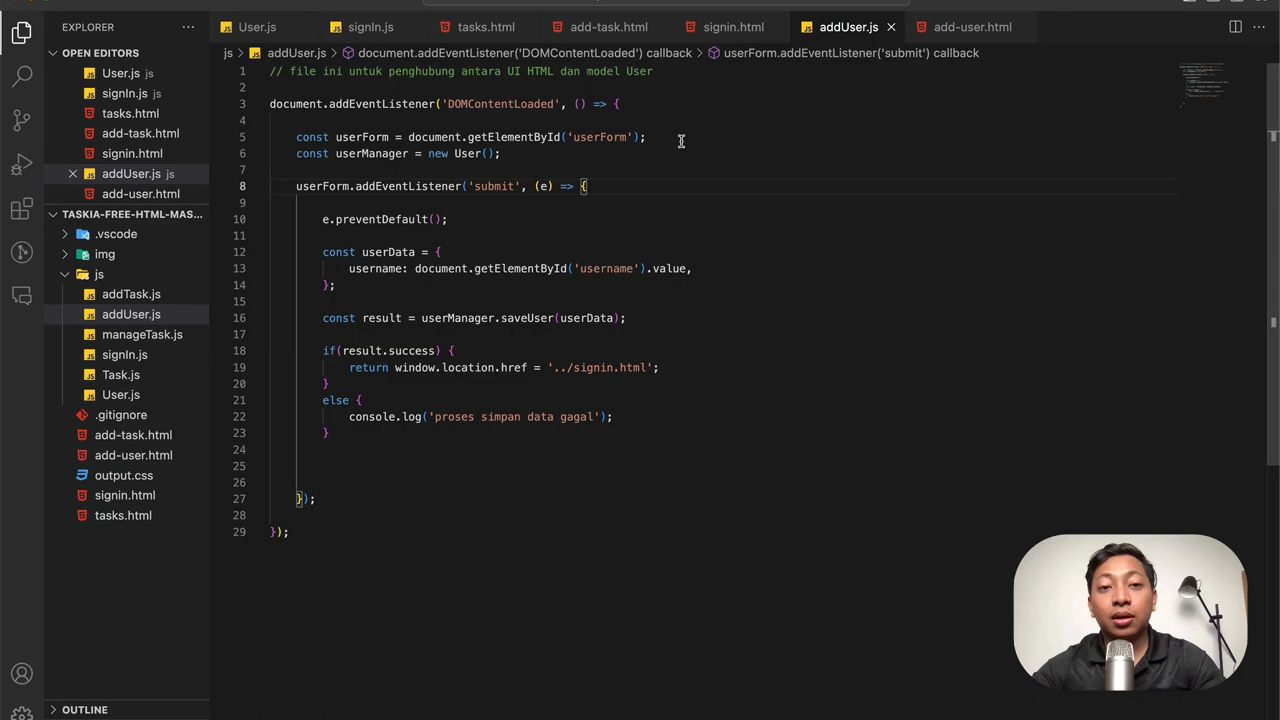 EXPLORER
OPEN EDITORS
User.js js
signIn.js js
tasks.html
add-task.html
signin.html
addUser.js js
add-user.html
TASKIA-FREE-HTML-MAS...
.vscode
img
js
addTask.js
addUser.js
manageTask.js
signIn.js
Task.js
User.js
.gitignore
add-task.html
add-user.html
output.css
signin.html
tasks.html
OUTLINE
User.js signIn.js tasks.html add-task.html signin.html addUser.js add-user.html
js > addUser.js > document.addEventListener('DOMContentLoaded') callback > userForm.addEventListener('submit') callback
1 // file ini untuk penghubung antara UI HTML dan model User
2
3 document.addEventListener('DOMContentLoaded', () => {
4
5 const userForm = document.getElementById('userForm');
6 const userManager = new User();
7
8 userForm.addEventListener('submit', (e) => {
9
10 e.preventDefault();
11
12 const userData = {
13 username: document.getElementById('username').value,
14 };
15
16 const result = userManager.saveUser(userData);
17
18 if(result.success) {
19 return window.location.href = '../signin.html';
20 }
21 else {
22 console.log('proses simpan data gagal');
23 }
24
25
26
27 });
28
29 });